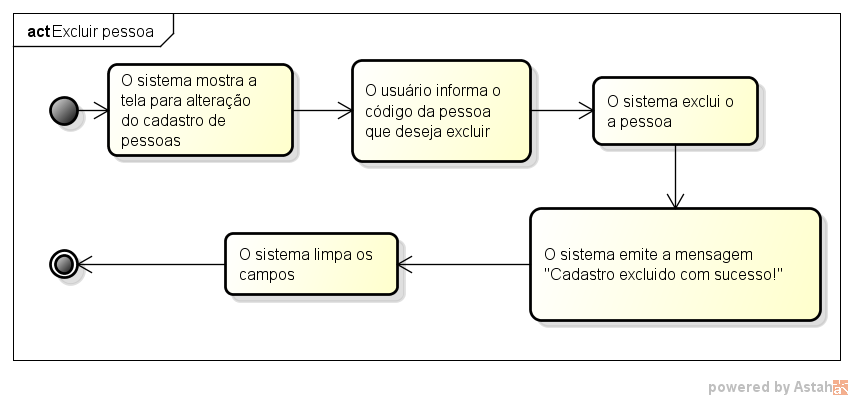 act Excluir pessoa
O sistema mostra a
tela para alteração
do cadastro de
pessoas
O usuário informa o
código da pessoa
que deseja excluir
O sistema exclui o
a pessoa
O sistema emite a mensagem
"Cadastro excluido com sucesso!"
O sistema limpa os
campos
powered by Astah